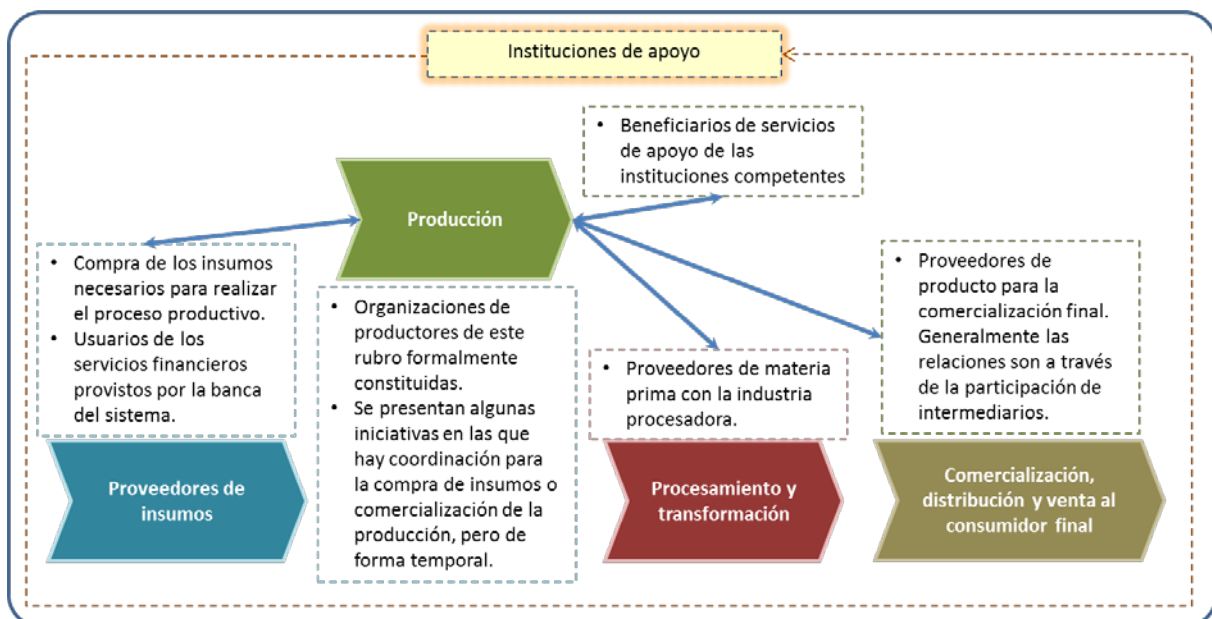 Instituciones de apoyo
• Beneficiarios de servicios
de apoyo de las
instituciones competentes
Producción
• Compra de los insumos
necesarios para realizar
el proceso productivo.
• Usuarios de los
servicios financieros
provistos por la banca
del sistema.
• Organizaciones de
productores de este
rubro formalmente
constituidas.
• Se presentan algunas
iniciativas en las que
hay coordinación para
la compra de insumos o
comercialización de la
producción, pero de
forma temporal.
• Proveedores de materia
prima con la industria
procesadora.
• Proveedores de
producto para la
comercialización final.
Generalmente las
relaciones son a través
de la participación de
intermediarios.
Proveedores de
insumos
Procesamiento y
transformación
Comercialización,
distribución y venta al
consumidor final